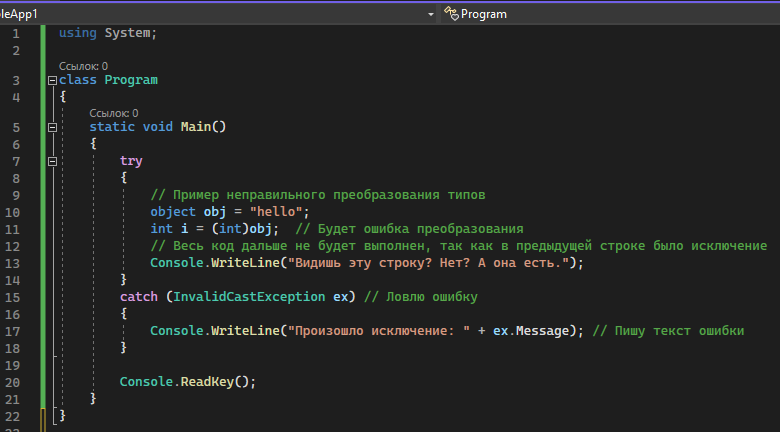 leApp1
Program
1 using System;
2
Ссылок: 0
3 class Program
4 {
Ссылок: 0
5 static void Main()
6 {
7 try
8 {
9 // Пример неправильного преобразования типов
10 object obj = "hello";
11 int i = (int)obj;  // Будет ошибка преобразования
12 // Весь код дальше не будет выполнен, так как в предыдущей строке было исключение
13 Console.WriteLine("Видишь эту строку? Нет? А она есть.");
14 }
15 catch (InvalidCastException ex) // Ловлю ошибку
16 {
17 Console.WriteLine("Произошло исключение: " + ex.Message); // Пишу текст ошибки
18 }
19
20 Console.ReadKey();
21 }
22 }